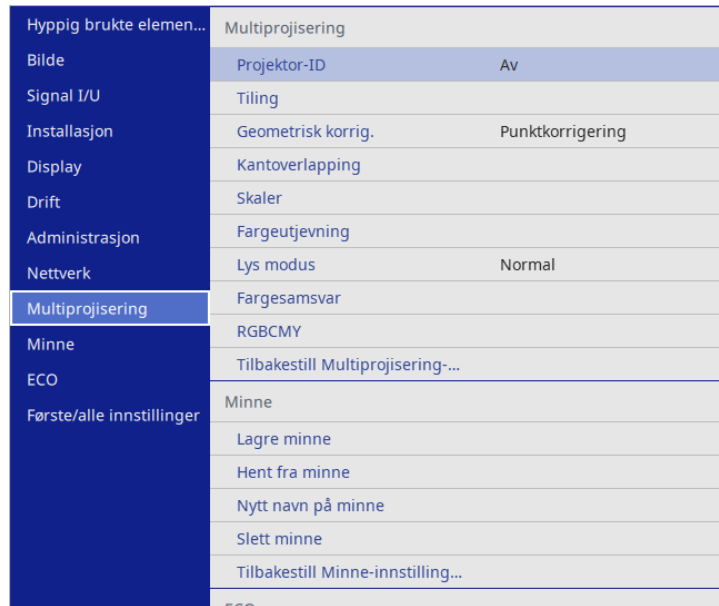 Hyppig brukte elemen...
Bilde
Signal I/U
Installasjon
Display
Drift
Administrasjon
Nettverk
Multiprojisering
Minne
ECO
Første/alle innstillinger
Multiprojisering
Projektor-ID Av
Tiling
Geometrisk korrig. Punktkorrigering
Kantoverlapping
Skaler
Fargeutjevning
Lys modus Normal
Fargesamsvar
RGBCMY
Tilbakestill Multiprojisering-...
Minne
Lagre minne
Hent fra minne
Nytt navn på minne
Slett minne
Tilbakestill Minne-innstilling...
ECO